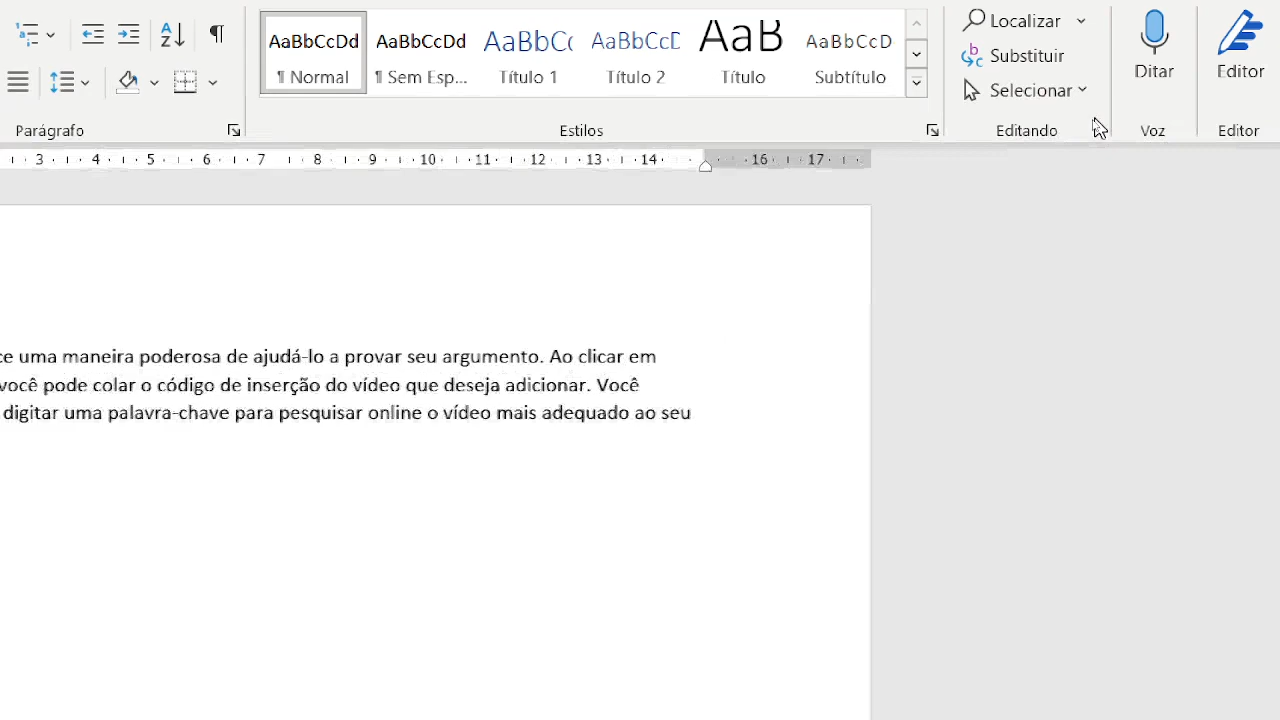 AaBbCcDd AaBbCcDd AaBbCc AaBbCcD AaB AaBbCcD
¶ Normal ¶ Sem Esp... Título 1 Título 2 Título Subtítulo
Localizar
Substituir
Selecionar
Ditar
Editor
Parágrafo Estilos Editando Voz Editor
3 4 5 6 7 8 9 10 11 12 13 14 16 17
uma maneira poderosa de ajudá-lo a provar seu argumento. Ao clicar em
você pode colar o código de inserção do vídeo que deseja adicionar. Você
digitar uma palavra-chave para pesquisar online o vídeo mais adequado ao seu